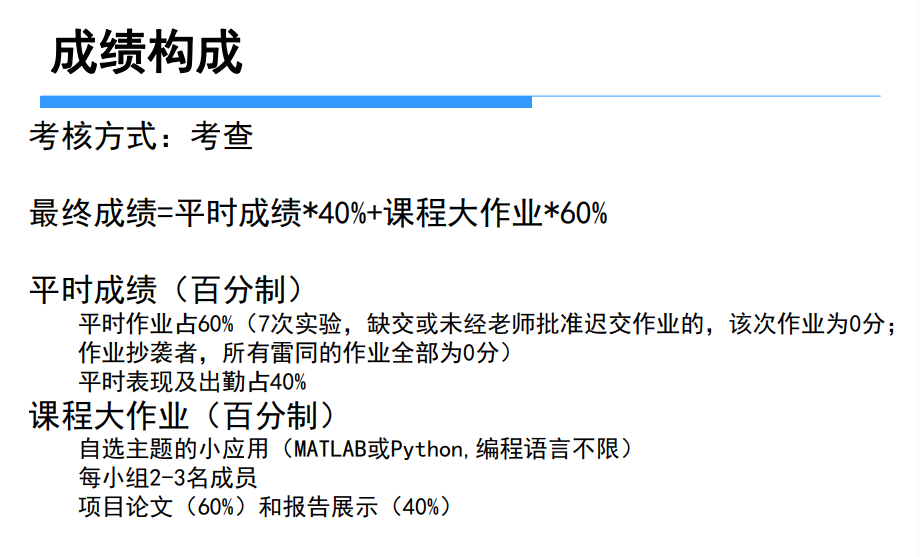 成绩构成
考核方式：考查
最终成绩=平时成绩*40%+课程大作业*60%
平时成绩（百分制）
平时作业占60%（7次实验，缺交或未经老师批准迟交作业的，该次作业为0分；
作业抄袭者，所有雷同的作业全部为0分）
平时表现及出勤占40%
课程大作业（百分制）
自选主题的小应用（MATLAB或Python,编程语言不限）
每小组2-3名成员
项目论文（60%）和报告展示（40%）